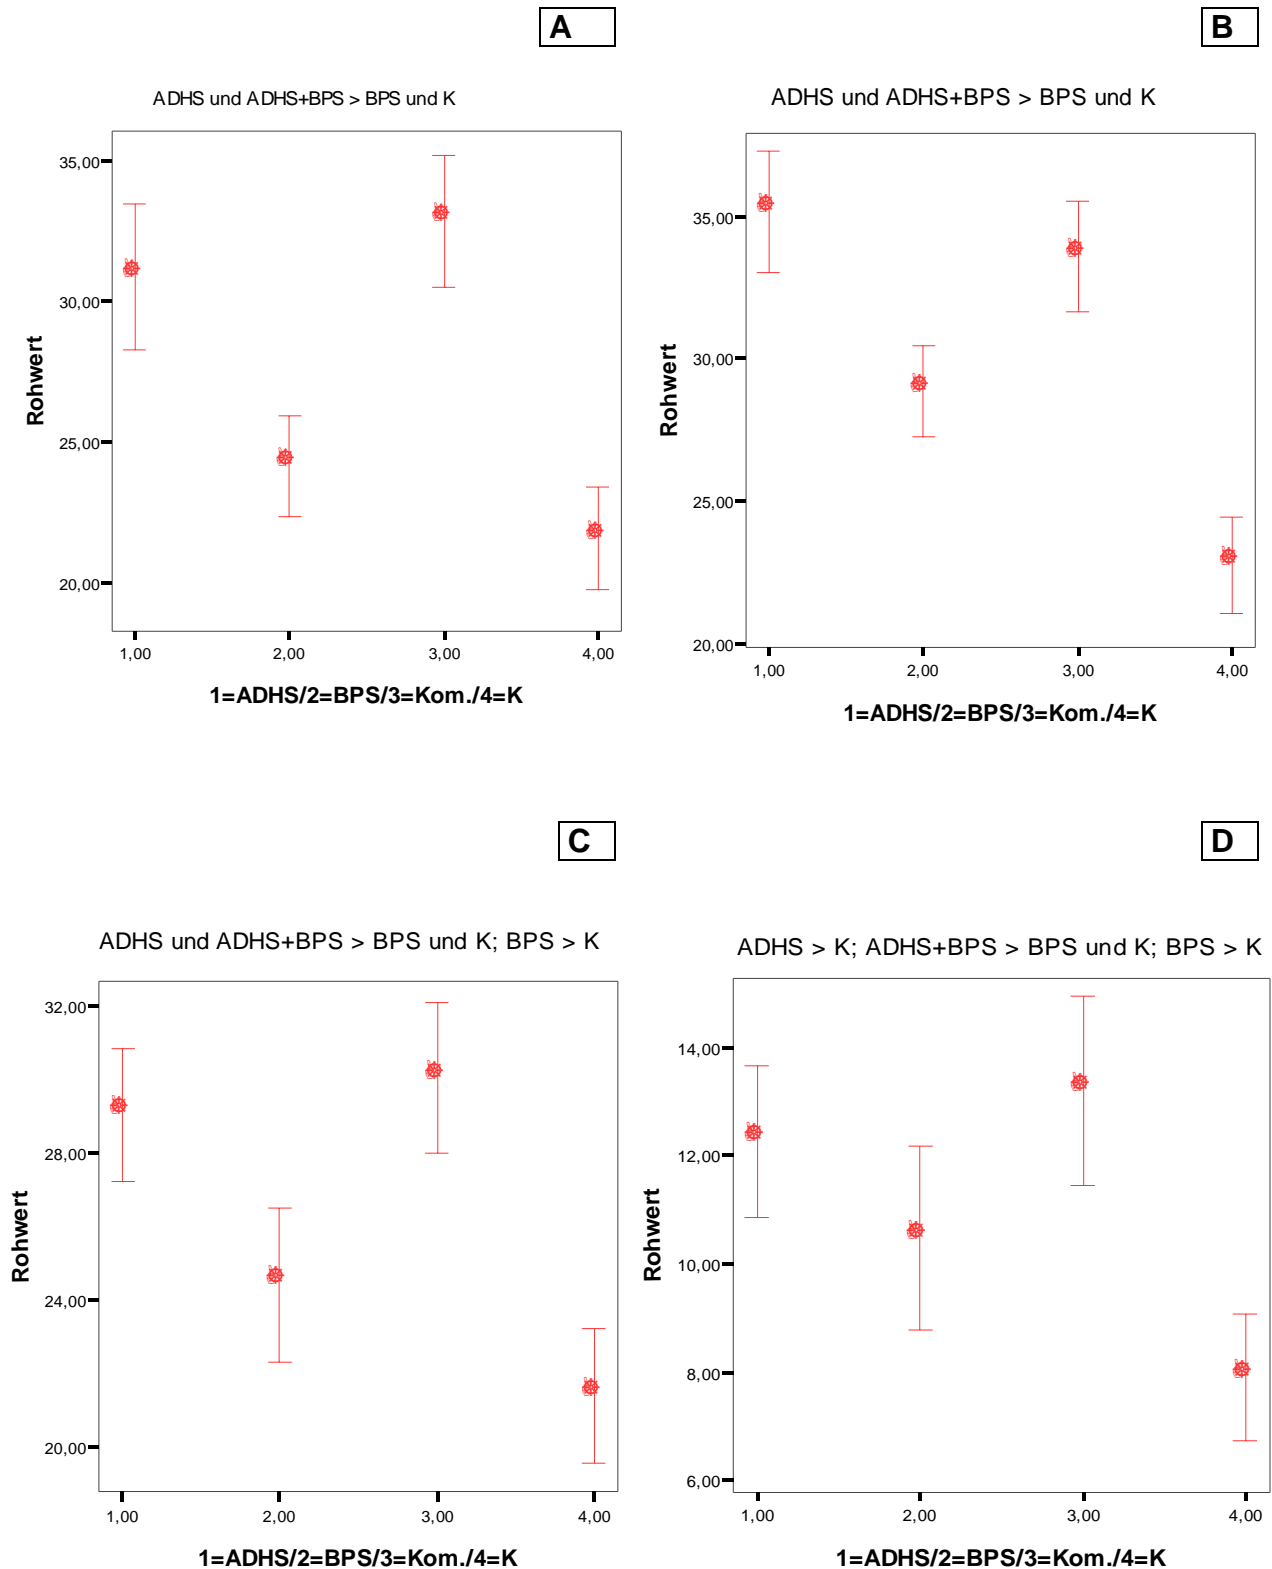 A
ADHS und ADHS+BPS > BPS und K
35,00
30,00
25,00
20,00
Rohwert
1,00 2,00 3,00 4,00
1=ADHS/2=BPS/3=Kom./4=K
B
ADHS und ADHS+BPS > BPS und K
35,00
30,00
25,00
20,00
Rohwert
1,00 2,00 3,00 4,00
1=ADHS/2=BPS/3=Kom./4=K
C
ADHS und ADHS+BPS > BPS und K; BPS > K
32,00
28,00
24,00
20,00
Rohwert
1,00 2,00 3,00 4,00
1=ADHS/2=BPS/3=Kom./4=K
D
ADHS > K; ADHS+BPS > BPS und K; BPS > K
14,00
12,00
10,00
8,00
6,00
Rohwert
1,00 2,00 3,00 4,00
1=ADHS/2=BPS/3=Kom./4=K